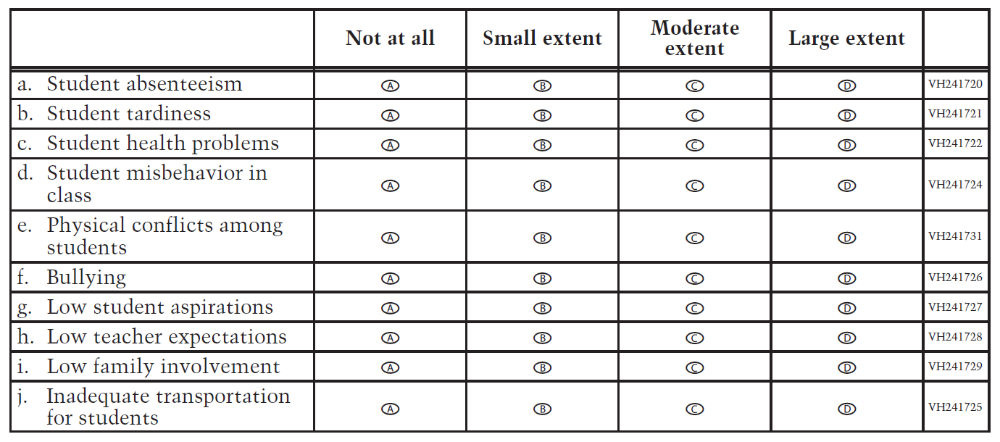 Not at all Small extent Moderate extent Large extent
a. Student absenteeism A B C D VH241720
b. Student tardiness A B C D VH241721
c. Student health problems A B C D VH241722
d. Student misbehavior in
class A B C D VH241724
e. Physical conflicts among
students A B C D VH241731
f. Bullying A B C D VH241726
g. Low student aspirations A B C D VH241727
h. Low teacher expectations A B C D VH241728
i. Low family involvement A B C D VH241729
j. Inadequate transportation
for students A B C D VH241725